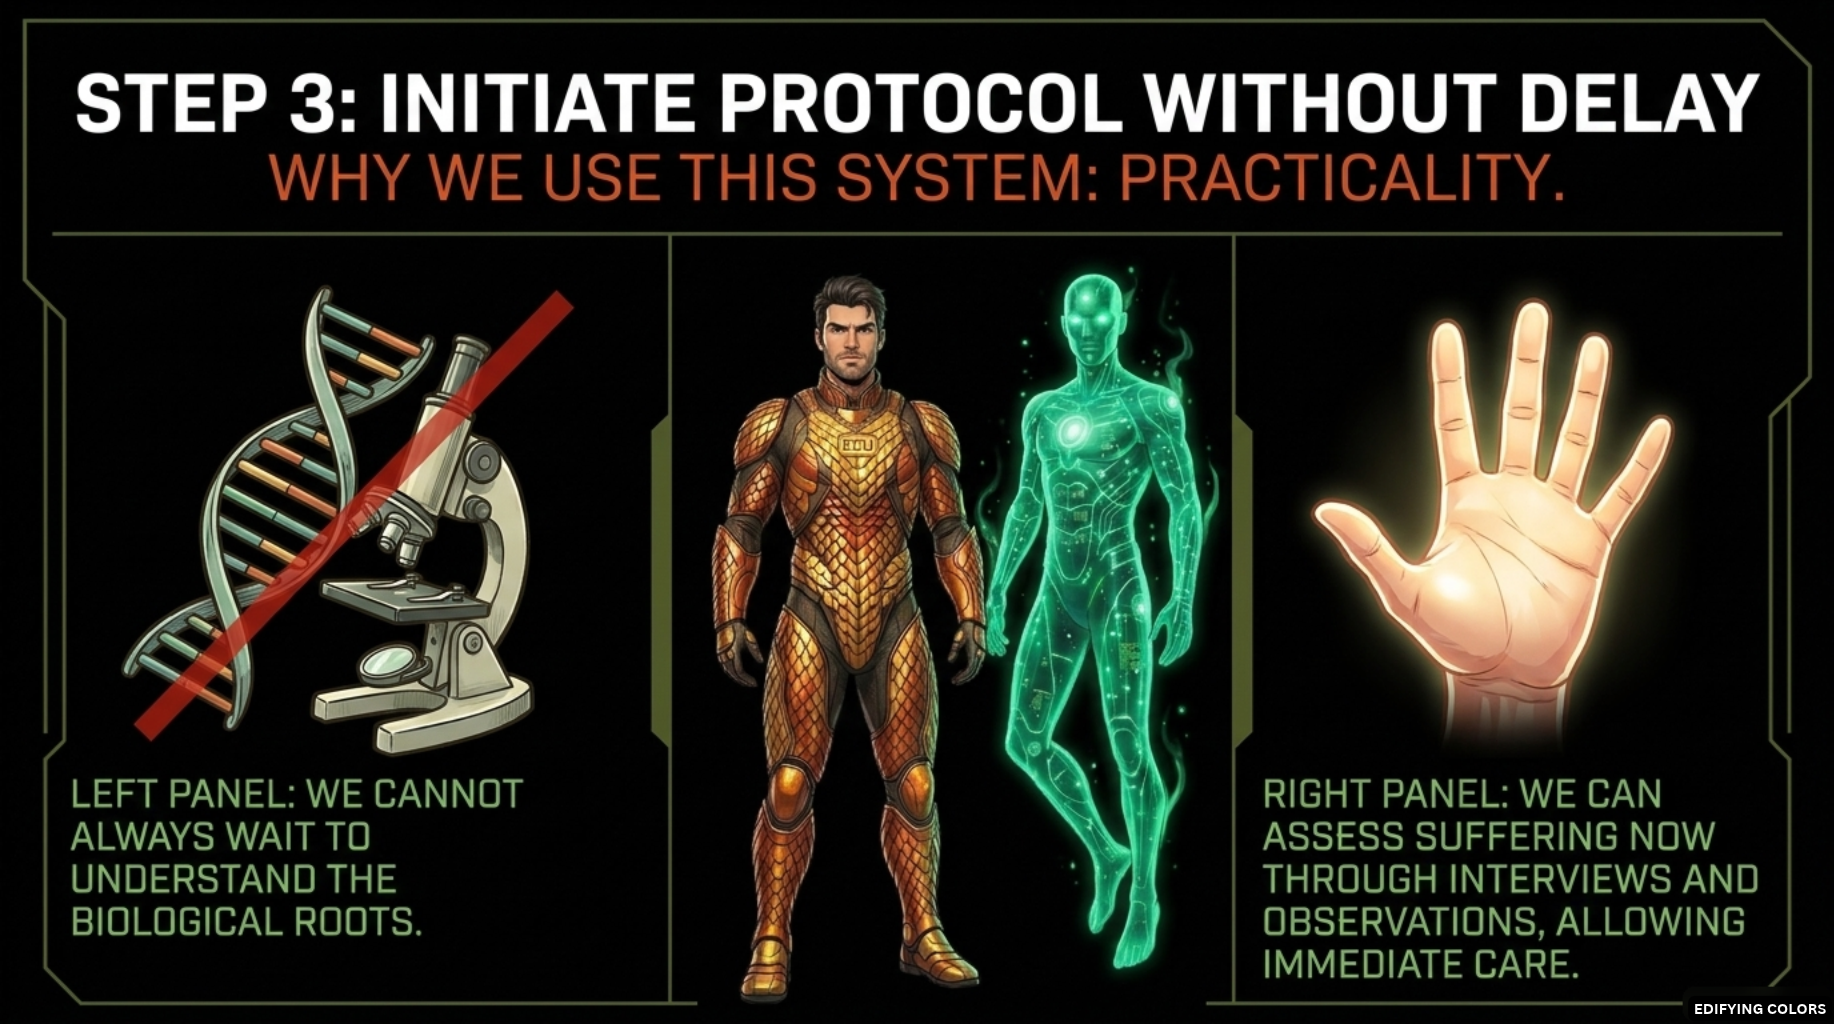 STEP 3: INITIATE PROTOCOL WITHOUT DELAY
WHY WE USE THIS SYSTEM: PRACTICALITY.
LEFT PANEL: WE CANNOT
ALWAYS WAIT TO
UNDERSTAND THE
BIOLOGICAL ROOTS.
RIGHT PANEL: WE CAN
ASSESS SUFFERING NOW
THROUGH INTERVIEWS AND
OBSERVATIONS, ALLOWING
IMMEDIATE CARE.
EDIFYING COLORS